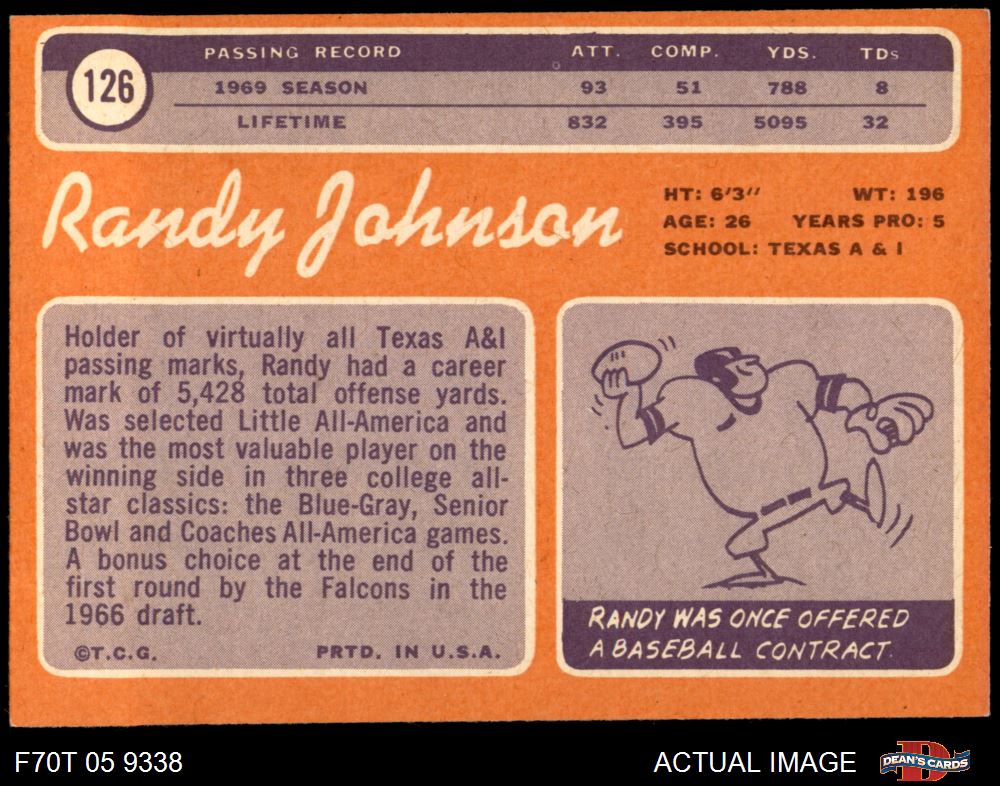 126
PASSING RECORD ATT. COMP. YDS. TDs
1969 SEASON 93 51 788 8
LIFETIME 832 395 5095 32
Randy Johnson
HT: 6'3" WT: 196
AGE: 26 YEARS PRO: 5
SCHOOL: TEXAS A & I
Holder of virtually all Texas A&I
passing marks, Randy had a career
mark of 5,428 total offense yards.
Was selected Little All-America and
was the most valuable player on the
winning side in three college all-
star classics: the Blue-Gray, Senior
Bowl and Coaches All-America games.
A bonus choice at the end of the
first round by the Falcons in the
1966 draft.
©T.C.G. PRTD. IN U.S.A.
RANDY WAS ONCE OFFERED
A BASEBALL CONTRACT.
F70T 05 9338 ACTUAL IMAGE D DEAN'S CARDS